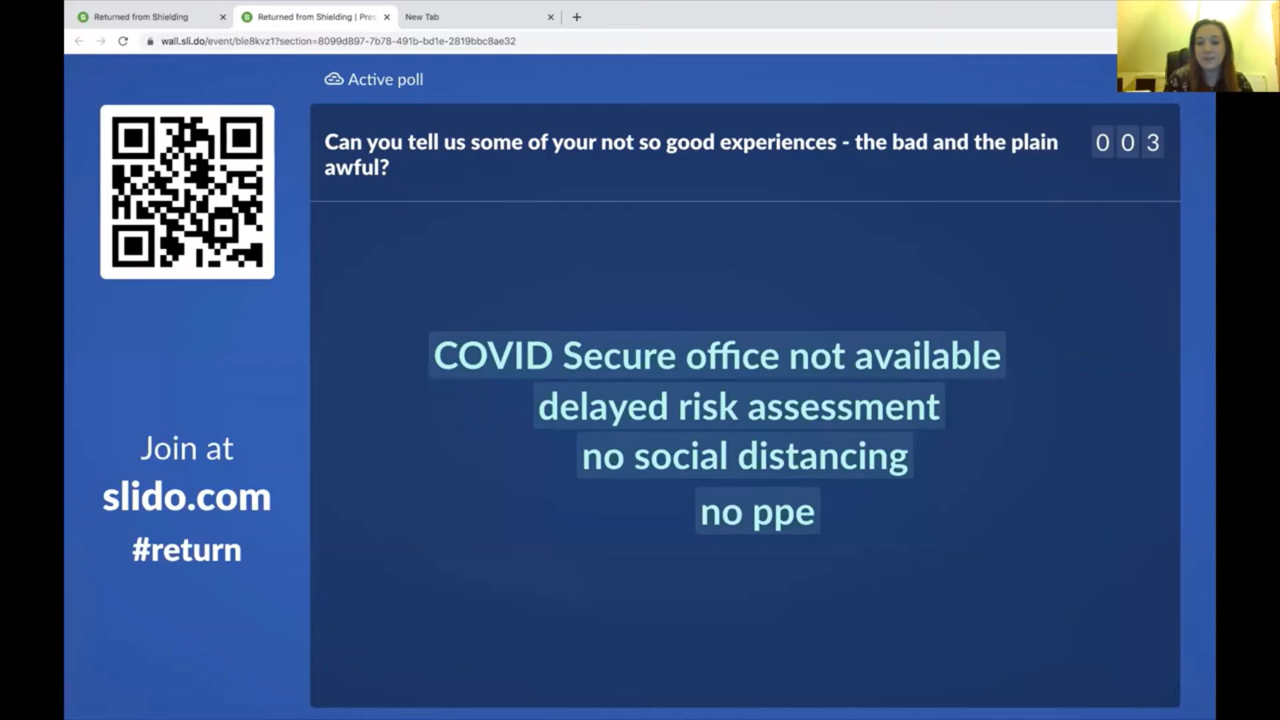 Returned from Shielding
Returned from Shielding | Pres
New Tab
wall.sli.do/event/ble8kvz1?section=8099d897-7b78-491b-bd1e-2819bbc8ae32
Active poll
Can you tell us some of your not so good experiences - the bad and the plain
awful?
003
COVID Secure office not available
delayed risk assessment
no social distancing
no ppe
Join at
slido.com
#return